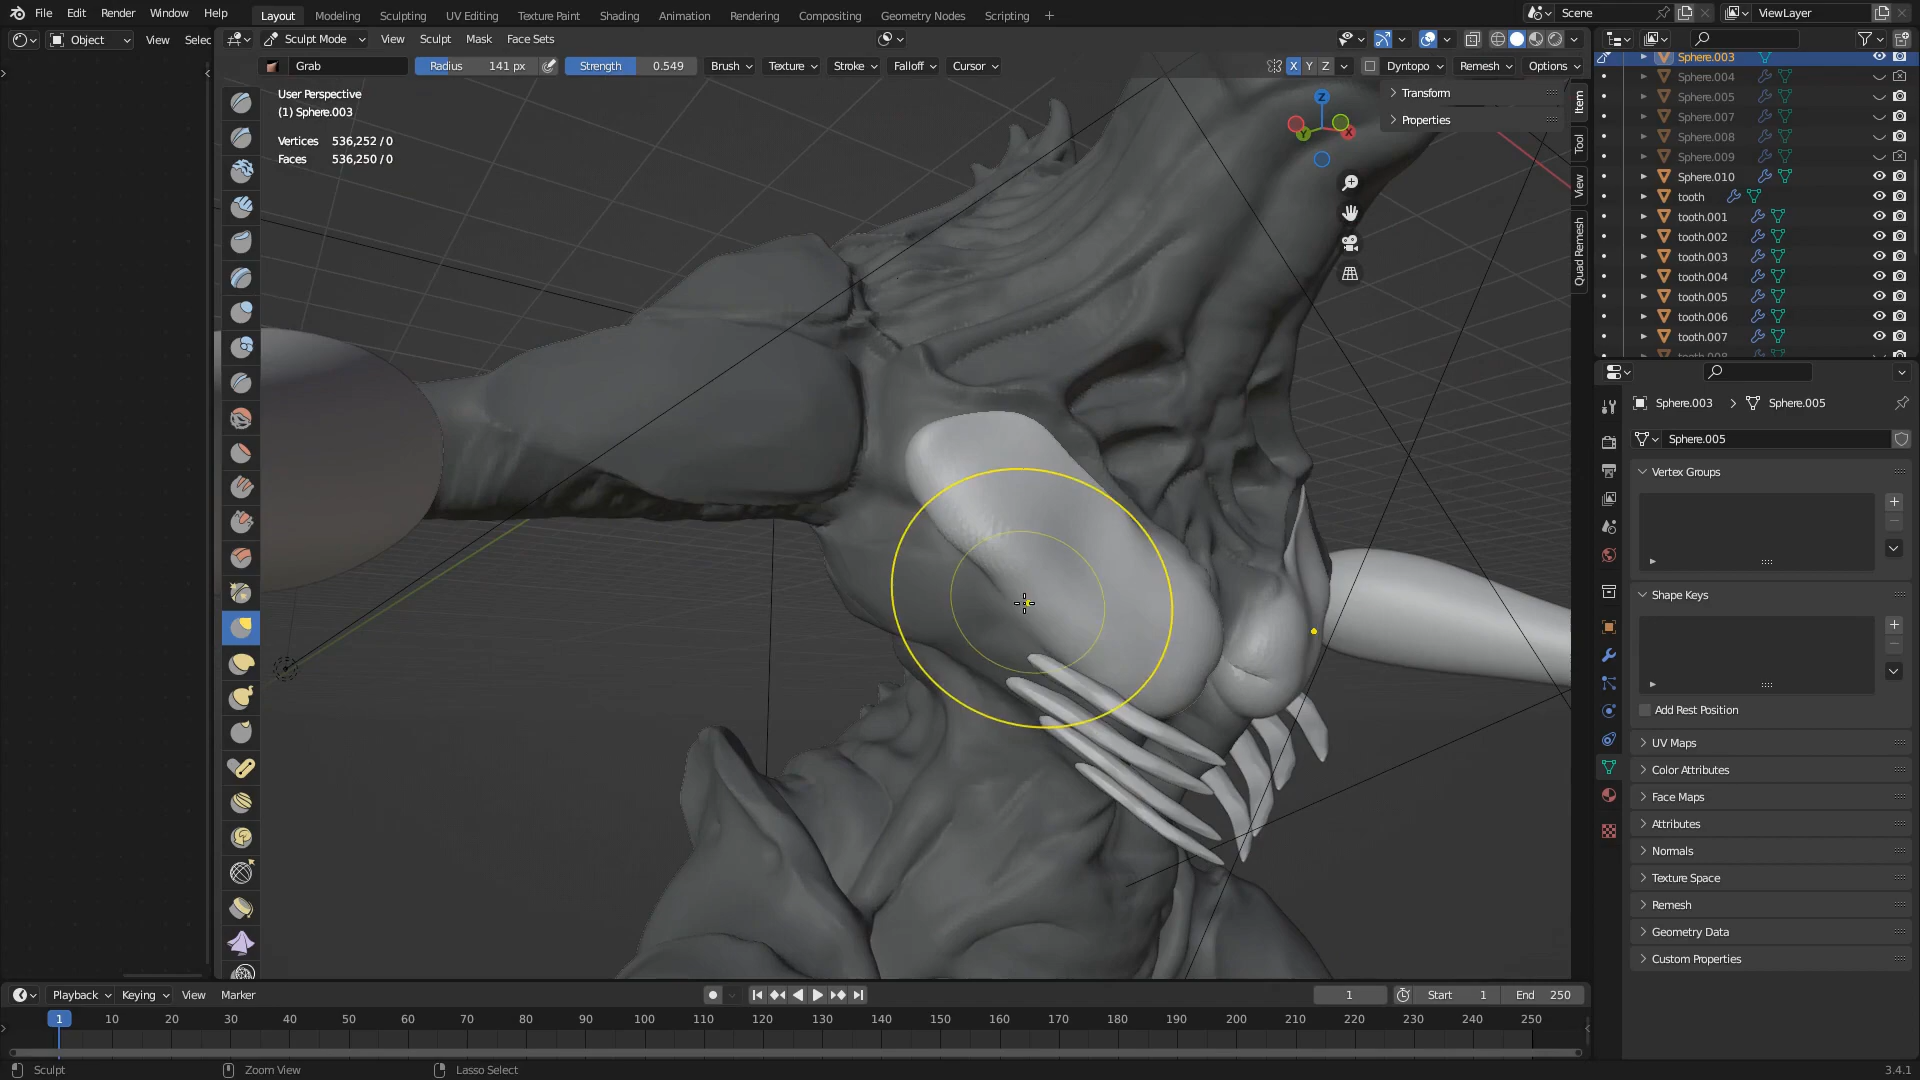 File Edit Render Window Help Layout Modeling Sculpting UV Editing Texture Paint Shading Animation Rendering Compositing Geometry Nodes Scripting + Scene ViewLayer
Object View Selec Sculpt Mode View Sculpt Mask Face Sets
Grab Radius 141 px Strength 0.549 Brush Texture Stroke Falloff Cursor X Y Z Dyntopo Remesh Options
User Perspective
(1) Sphere.003
Vertices 536,252 / 0
Faces 536,250 / 0
Z
Y
X
Transform
Properties
Item
Tool
View
Quad Remesh
Sphere.003
Sphere.004
Sphere.005
Sphere.007
Sphere.008
Sphere.009
Sphere.010
tooth
tooth.001
tooth.002
tooth.003
tooth.004
tooth.005
tooth.006
tooth.007
Sphere.003 Sphere.005
Sphere.005
Vertex Groups
Shape Keys
Add Rest Position
UV Maps
Color Attributes
Face Maps
Attributes
Normals
Texture Space
Remesh
Geometry Data
Custom Properties
Playback Keying View Marker 1 Start 1 End 250
1 10 20 30 40 50 60 70 80 90 100 110 120 130 140 150 160 170 180 190 200 210 220 230 240 250
Sculpt Zoom View Lasso Select 3.4.1